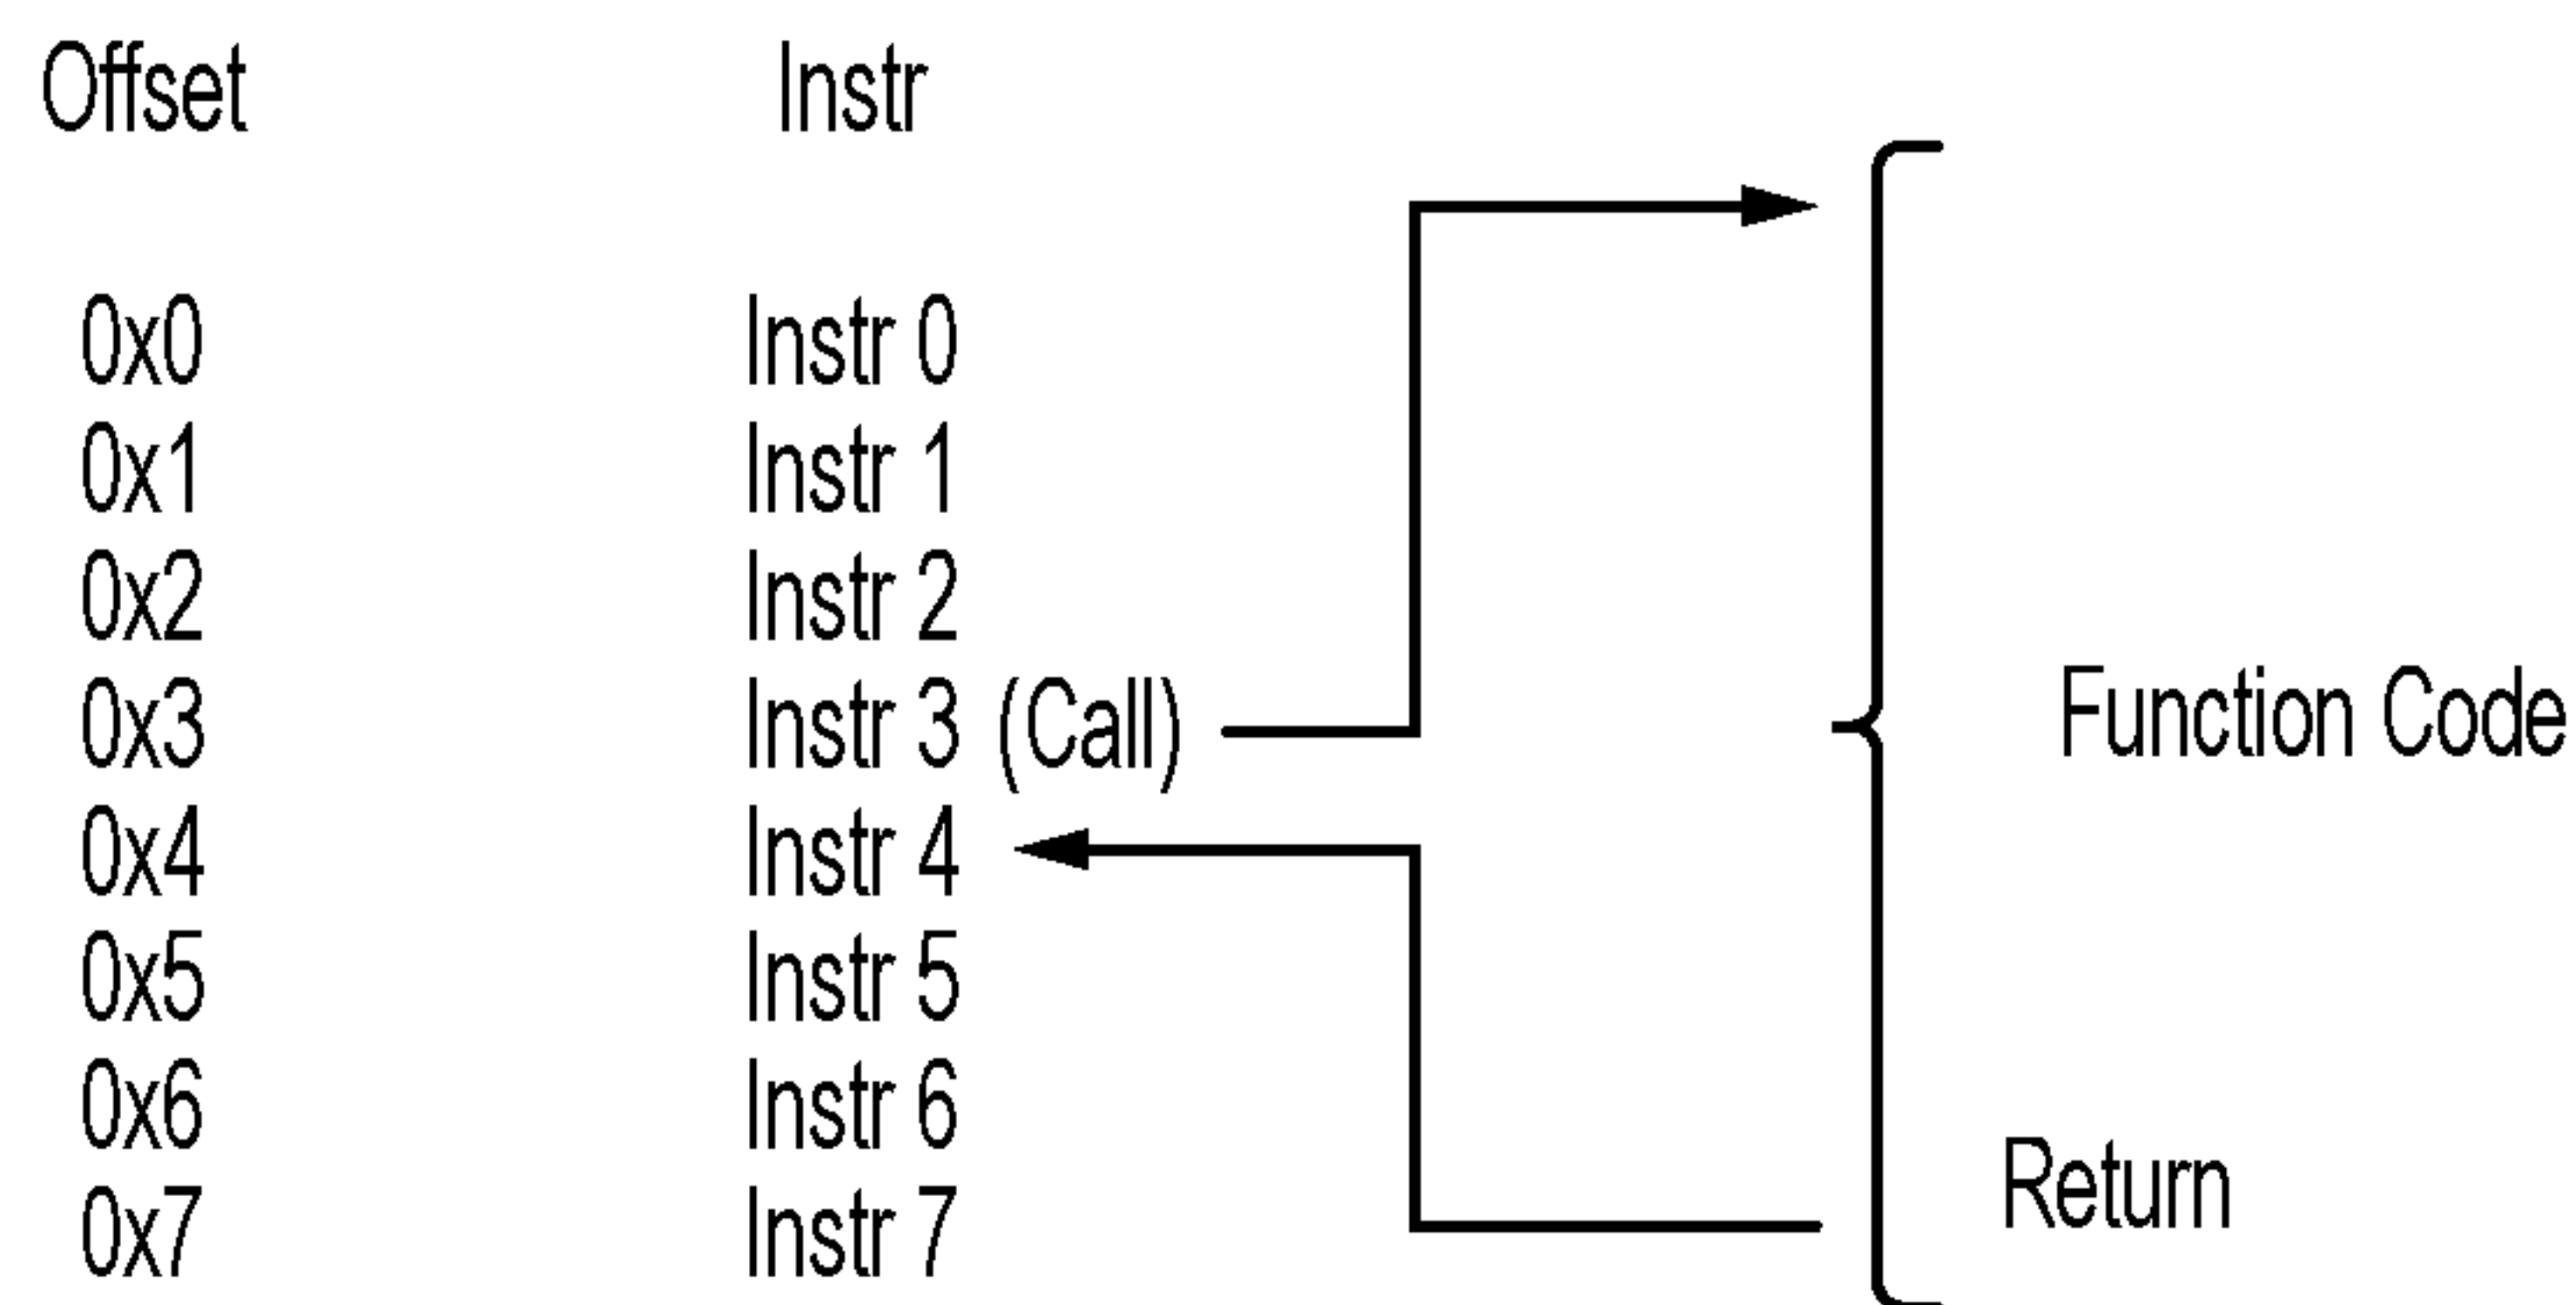 Offset Instr
0x0 Instr 0
0x1 Instr 1
0x2 Instr 2
0x3 Instr 3 (Call)
Function Code
0x4 Instr 4
0x5 Instr 5
0x6 Instr 6
Return
0x7 Instr 7